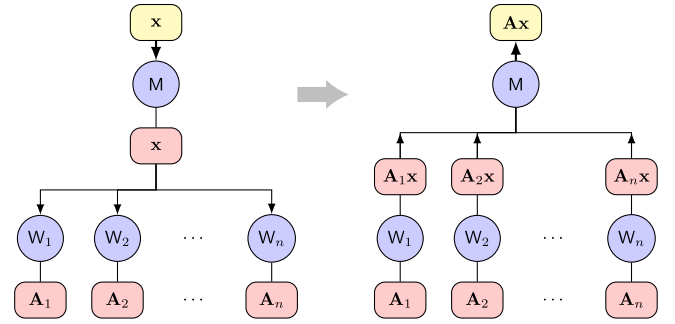 x
M
x
W₁ W₂ ⋯ Wₙ
A₁ A₂ ⋯ Aₙ
Ax
M
A₁x A₂x Aₙx
W₁ W₂ ⋯ Wₙ
A₁ A₂ ⋯ Aₙ